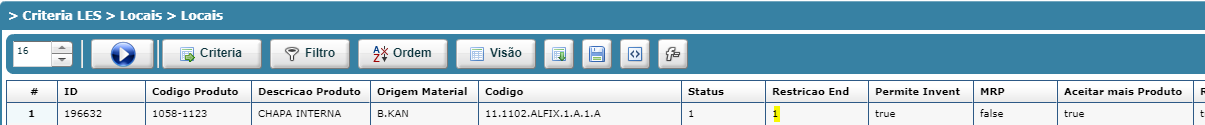 > Criteria LES > Locais > Locais
16 Criteria Filtro Ordem Visão
# ID Codigo Produto Descricao Produto Origem Material Codigo Status Restricao End Permite Invent MRP Aceitar mais Produto
1 196632 1058-1123 CHAPA INTERNA B.KAN 11.1102.ALFIX.1.A.1.A 1 1 true false true